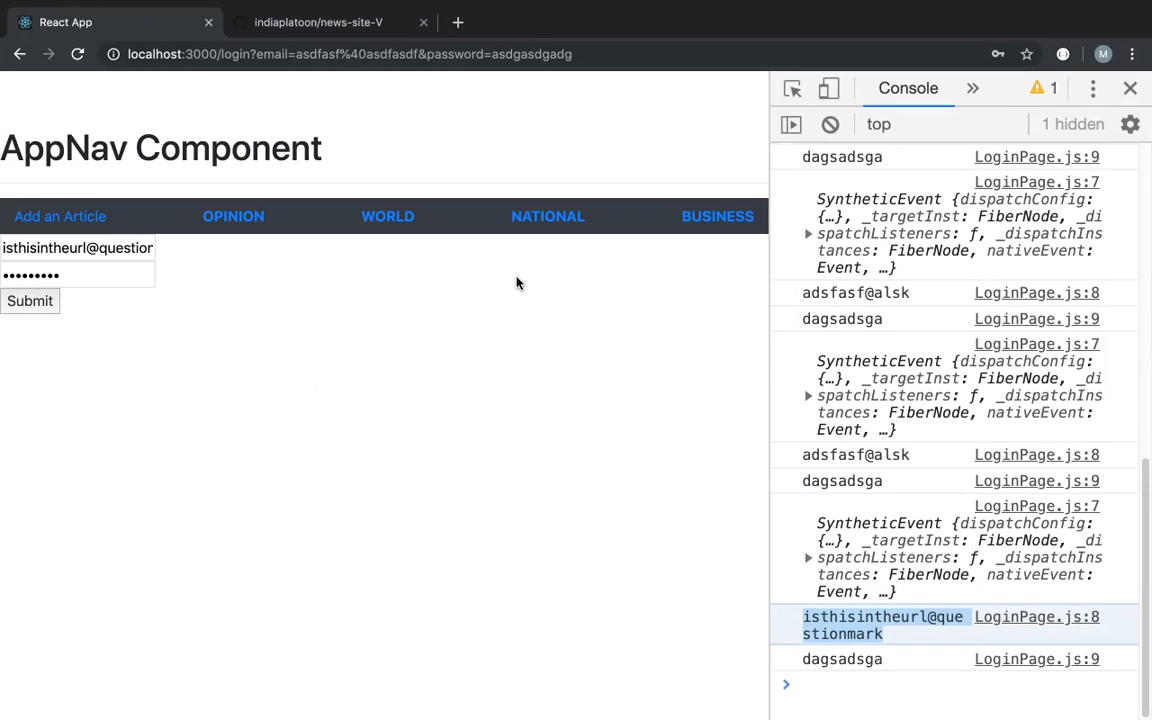 React App
indiaplatoon/news-site-V
localhost:3000/login?email=asdfasf%40asdfasdf&password=asdgasdgadg
M
AppNav Component
Add an Article OPINION WORLD NATIONAL BUSINESS
isthisintheurl@question
•••••••••
Submit
Console
1
top
1 hidden
dagsadsga LoginPage.js:9
LoginPage.js:7
SyntheticEvent {dispatchConfig:
{…}, _targetInst: FiberNode, _di
spatchListeners: ƒ, _dispatchIns
tances: FiberNode, nativeEvent:
Event, …}
adsfasf@alsk LoginPage.js:8
dagsadsga LoginPage.js:9
LoginPage.js:7
SyntheticEvent {dispatchConfig:
{…}, _targetInst: FiberNode, _di
spatchListeners: ƒ, _dispatchIns
tances: FiberNode, nativeEvent:
Event, …}
adsfasf@alsk LoginPage.js:8
dagsadsga LoginPage.js:9
LoginPage.js:7
SyntheticEvent {dispatchConfig:
{…}, _targetInst: FiberNode, _di
spatchListeners: ƒ, _dispatchIns
tances: FiberNode, nativeEvent:
Event, …}
isthisintheurl@que LoginPage.js:8
stionmark
dagsadsga LoginPage.js:9